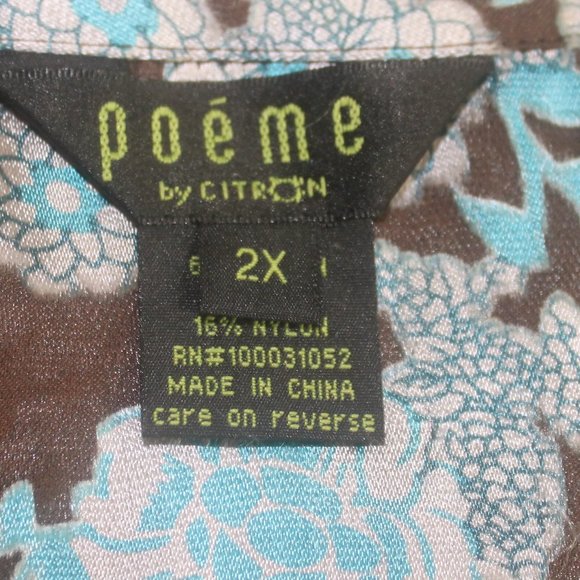 poéme
by CITRON
2X
16% NYLON
RN#100031052
MADE IN CHINA
care on reverse